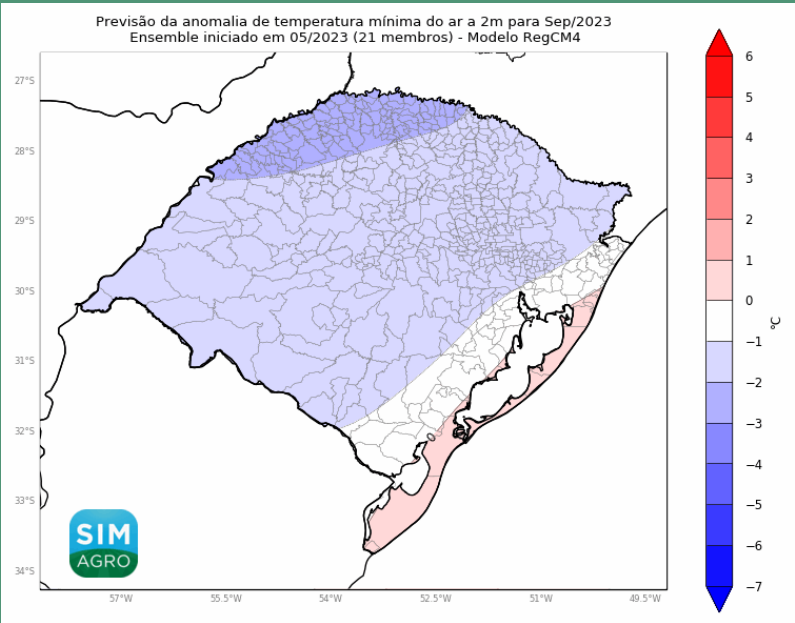 Previsão da anomalia de temperatura mínima do ar a 2m para Sep/2023
Ensemble iniciado em 05/2023 (21 membros) - Modelo RegCM4
27°S
28°S
29°S
30°S
31°S
32°S
33°S
34°S
57°W
55.5°W
54°W
52.5°W
51°W
49.5°W
SIM
AGRO
6
5
4
3
2
1
0
−1
−2
−3
−4
−5
−6
−7
°C